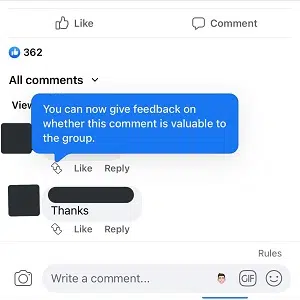 Like Comment
362
All comments
View
You can now give feedback on
whether this comment is valuable to
the group.
Like Reply
Thanks
Like Reply
Rules
Write a comment...
GIF